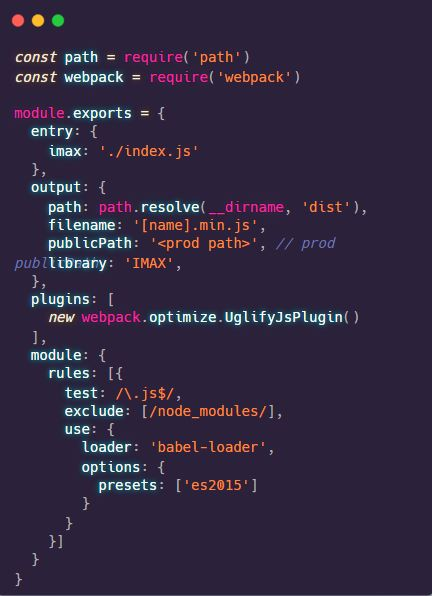 const path = require('path')
const webpack = require('webpack')
module.exports = {
entry: {
imax: './index.js'
},
output: {
path: path.resolve(__dirname, 'dist'),
filename: '[name].min.js',
publicPath: '<prod path>', // prod
library: 'IMAX',
},
plugins: [
new webpack.optimize.UglifyJsPlugin()
],
module: {
rules: [{
test: /\.js$/,
exclude: [/node_modules/],
use: {
loader: 'babel-loader',
options: {
presets: ['es2015']
}
}
}]
}
}